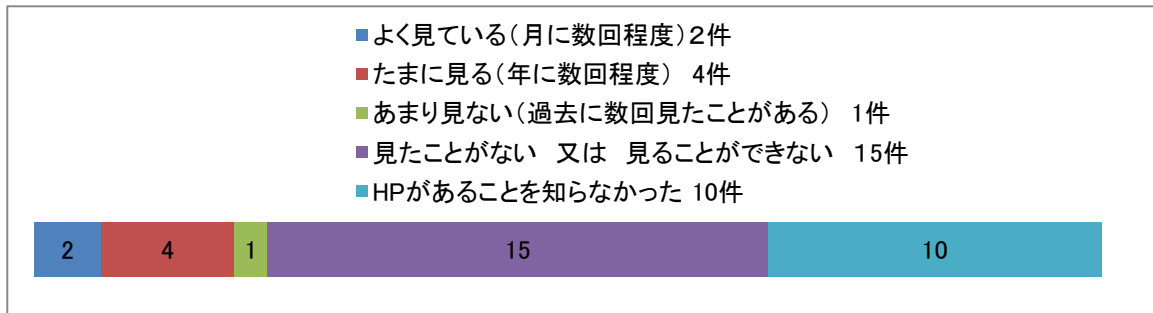 よく見ている(月に数回程度)2件
たまに見る(年に数回程度)　4件
あまり見ない(過去に数回見たことがある)　1件
見たことがない　又は　見ることができない　15件
HPがあることを知らなかった 10件
2 4 1 15 10